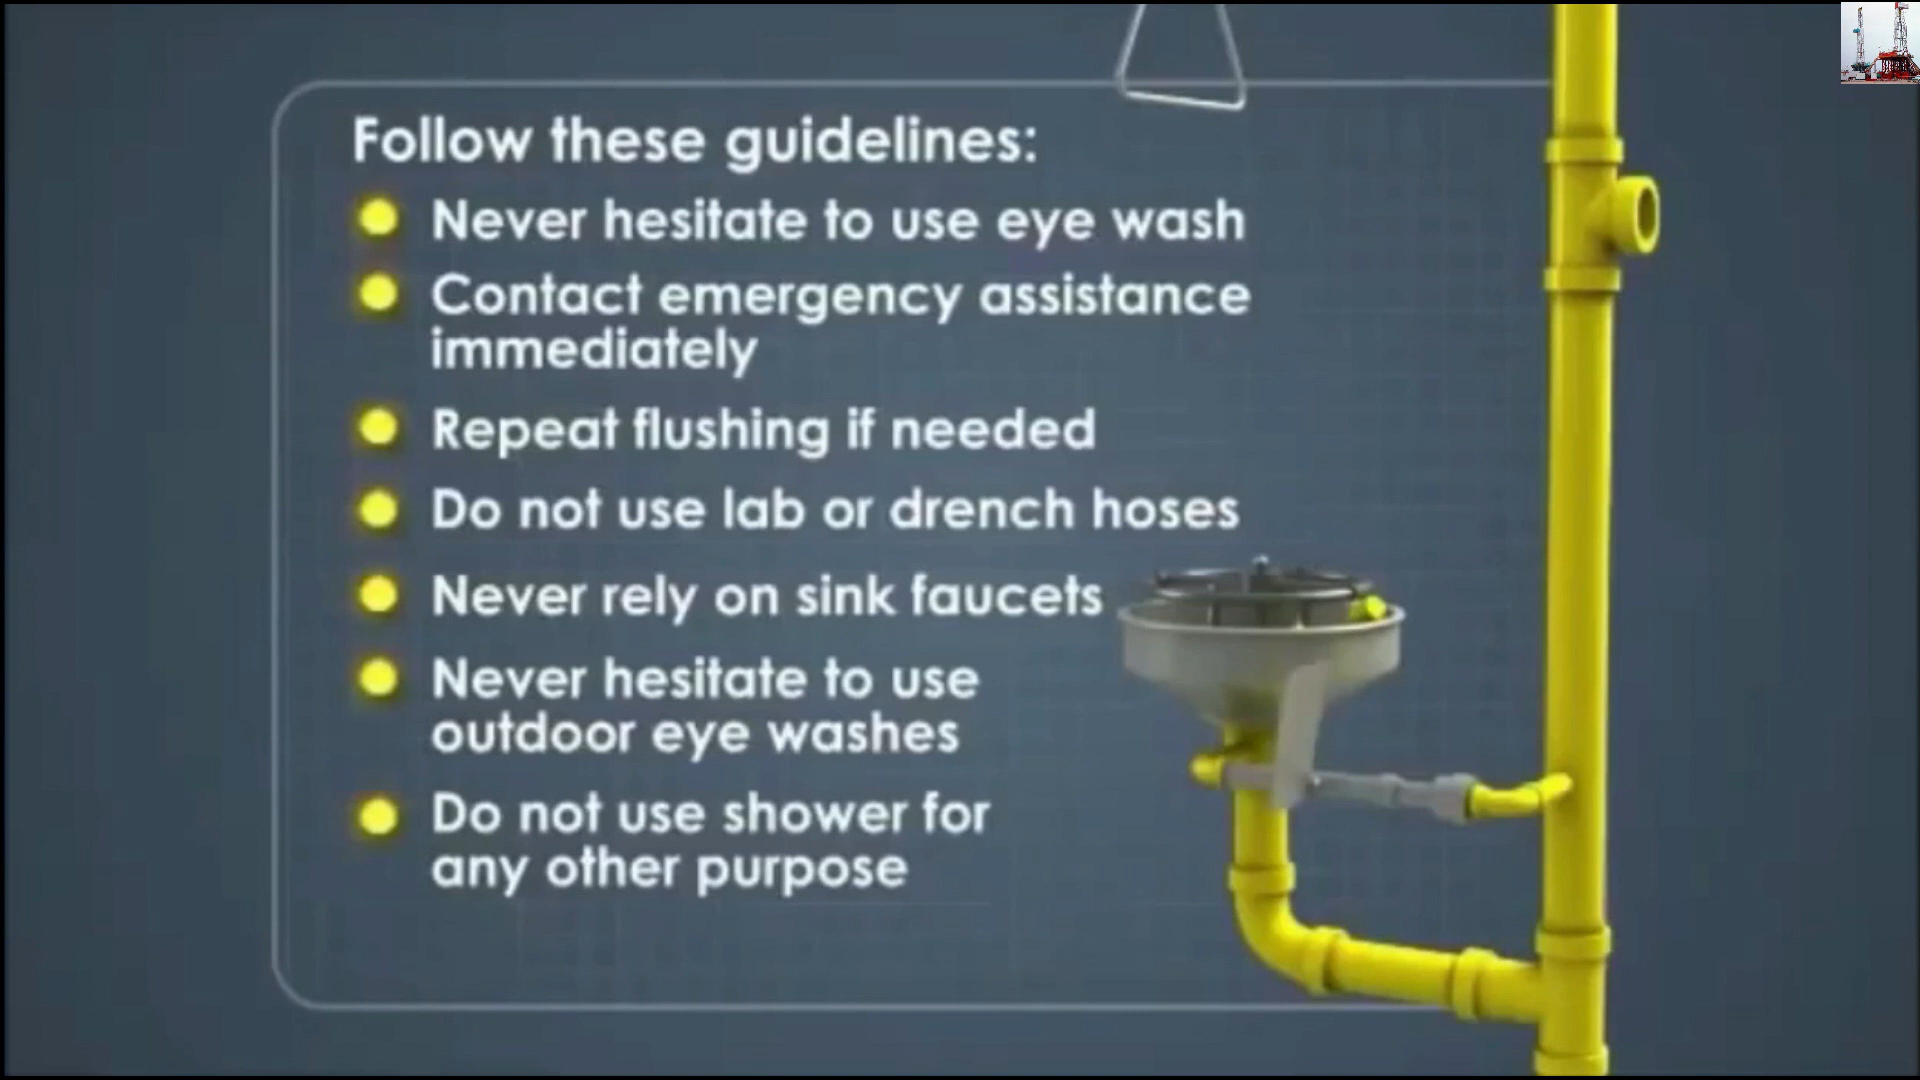 Follow these guidelines:
Never hesitate to use eye wash
Contact emergency assistance
immediately
Repeat flushing if needed
Do not use lab or drench hoses
Never rely on sink faucets
Never hesitate to use
outdoor eye washes
Do not use shower for
any other purpose